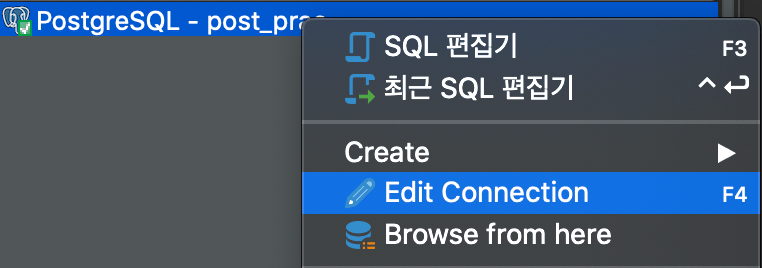 PostgreSQL - post_prac
SQL 편집기 F3
최근 SQL 편집기 ^ ↩
Create ▶
Edit Connection F4
Browse from here